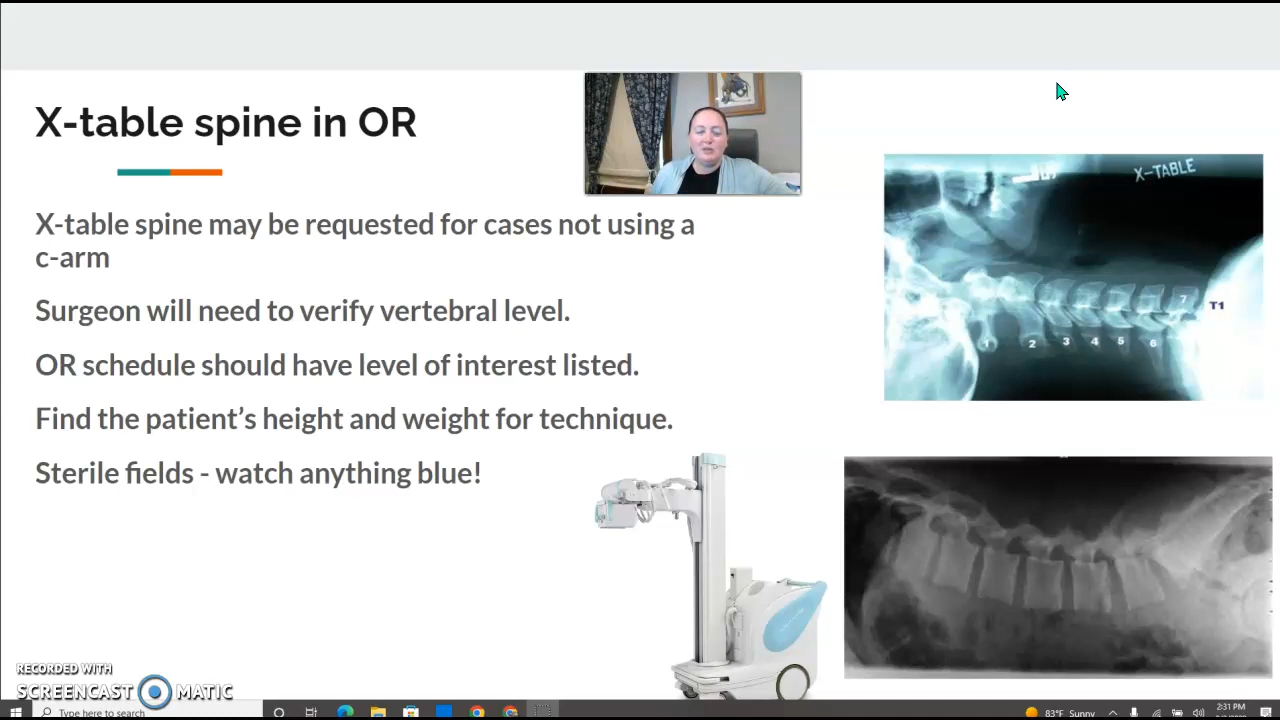 X-table spine in OR
X-table spine may be requested for cases not using a
c-arm
Surgeon will need to verify vertebral level.
OR schedule should have level of interest listed.
Find the patient’s height and weight for technique.
Sterile fields - watch anything blue!
X-TABLE
7
T1
1 2 3 4 5 6
RECORDED WITH
SCREENCAST MATIC
Type here to search
83°F Sunny
2:31 PM